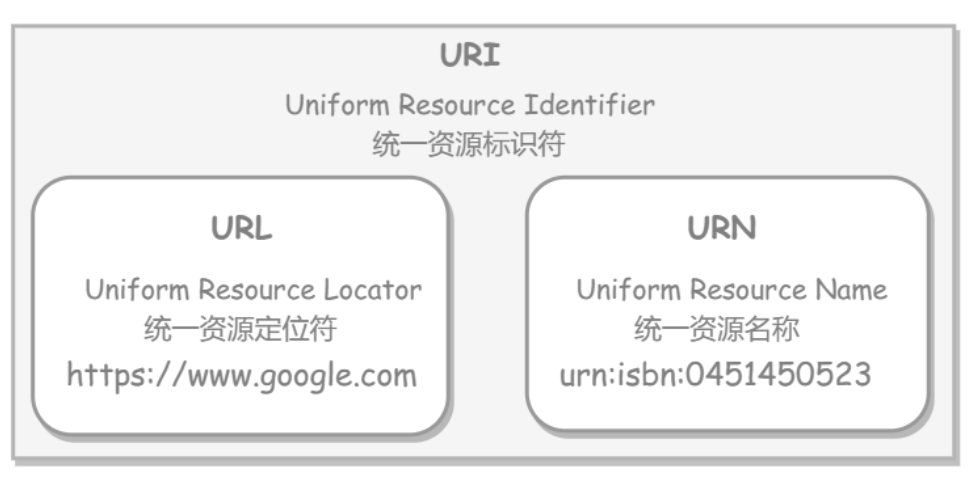 URI
Uniform Resource Identifier
统一资源标识符
URL
Uniform Resource Locator
统一资源定位符
https://www.google.com
URN
Uniform Resource Name
统一资源名称
urn:isbn:0451450523